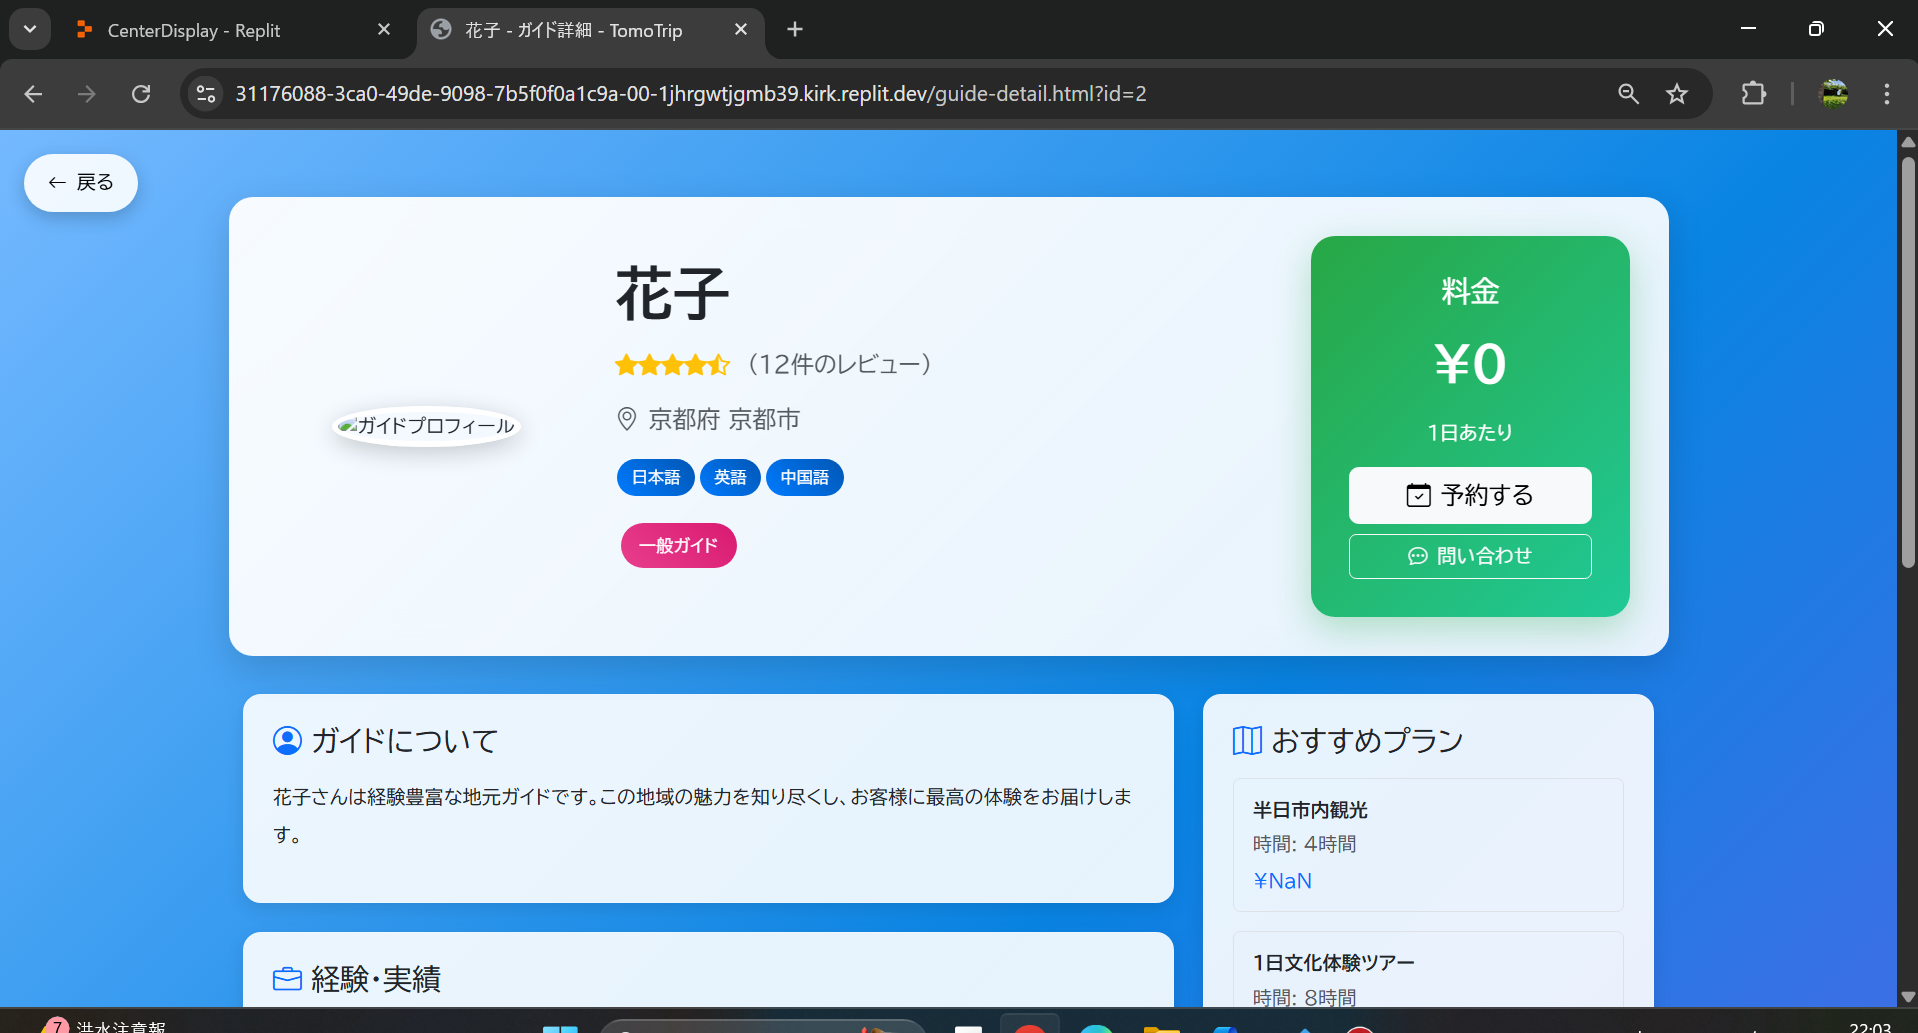 CenterDisplay - Replit
花子 - ガイド詳細 - TomoTrip
31176088-3ca0-49de-9098-7b5f0f0a1c9a-00-1jhrgwtjgmb39.kirk.replit.dev/guide-detail.html?id=2
← 戻る
花子
(12件のレビュー)
京都府 京都市
日本語 英語 中国語
一般ガイド
ガイドプロフィール
料金
¥0
1日あたり
予約する
問い合わせ
ガイドについて
花子さんは経験豊富な地元ガイドです。この地域の魅力を知り尽くし、お客様に最高の体験をお届けしま
す。
経験・実績
おすすめプラン
半日市内観光
時間: 4時間
¥NaN
1日文化体験ツアー
時間: 8時間
7
洪水注意報
22:03